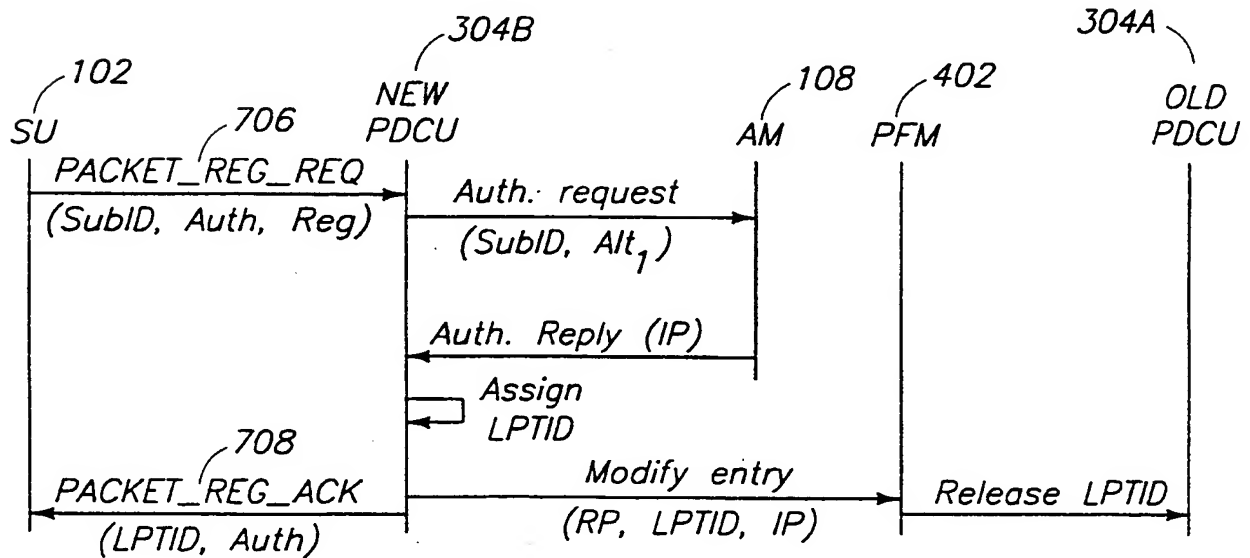 304B
304A
102
108
402
NEW
PDCU
OLD
PDCU
SU
706
AM
PFM
PACKET_REG_REQ
(SubID, Auth, Reg)
Auth. request
(SubID, Alt1)
Auth. Reply (IP)
Assign
LPTID
708
PACKET_REG_ACK
(LPTID, Auth)
Modify entry
(RP, LPTID, IP)
Release LPTID